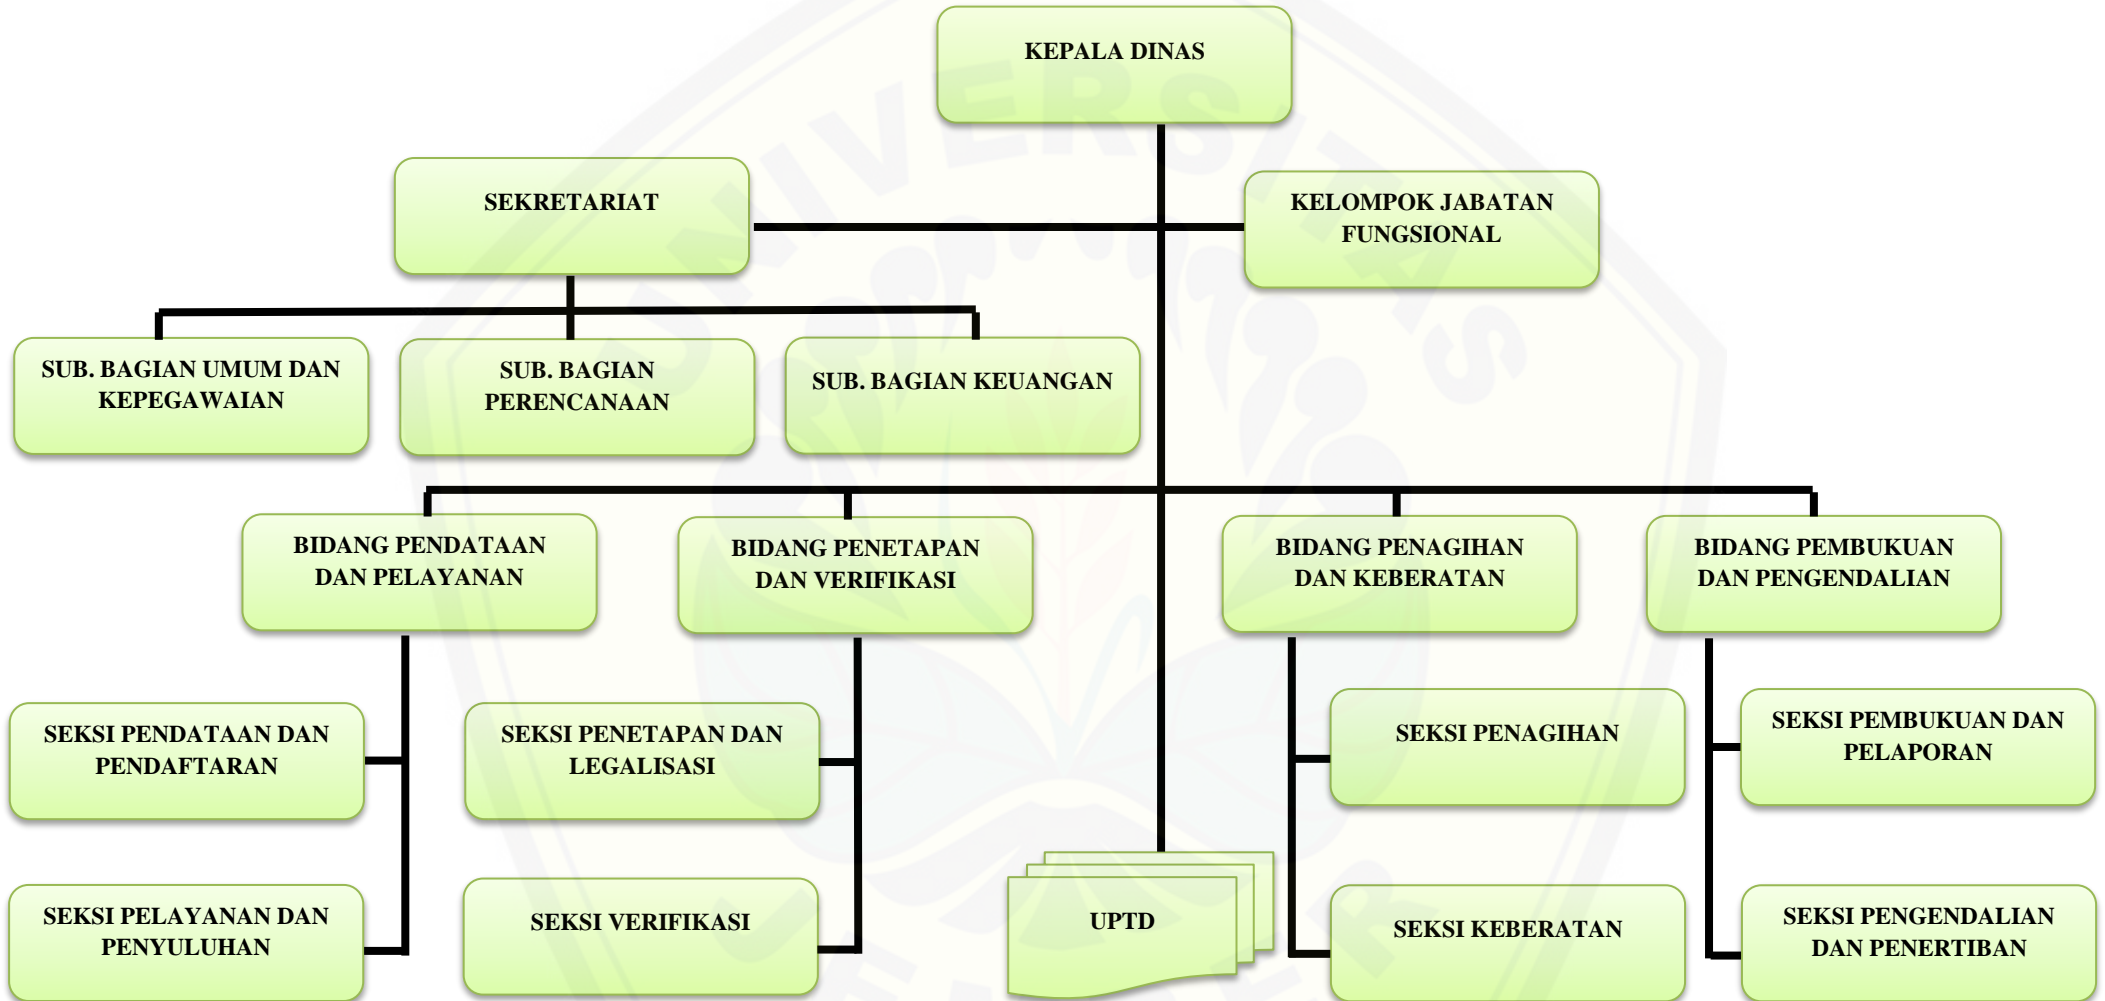 KEPALA DINAS
SEKRETARIAT
KELOMPOK JABATAN
FUNGSIONAL
SUB. BAGIAN UMUM DAN
KEPEGAWAIAN
SUB. BAGIAN
PERENCANAAN
SUB. BAGIAN KEUANGAN
BIDANG PENDATAAN
DAN PELAYANAN
BIDANG PENETAPAN
DAN VERIFIKASI
BIDANG PENAGIHAN
DAN KEBERATAN
BIDANG PEMBUKUAN
DAN PENGENDALIAN
SEKSI PENDATAAN DAN
PENDAFTARAN
SEKSI PENETAPAN DAN
LEGALISASI
SEKSI PENAGIHAN
SEKSI PEMBUKUAN DAN
PELAPORAN
SEKSI PELAYANAN DAN
PENYULUHAN
SEKSI VERIFIKASI
UPTD
SEKSI KEBERATAN
SEKSI PENGENDALIAN
DAN PENERTIBAN
UNIVERSITAS